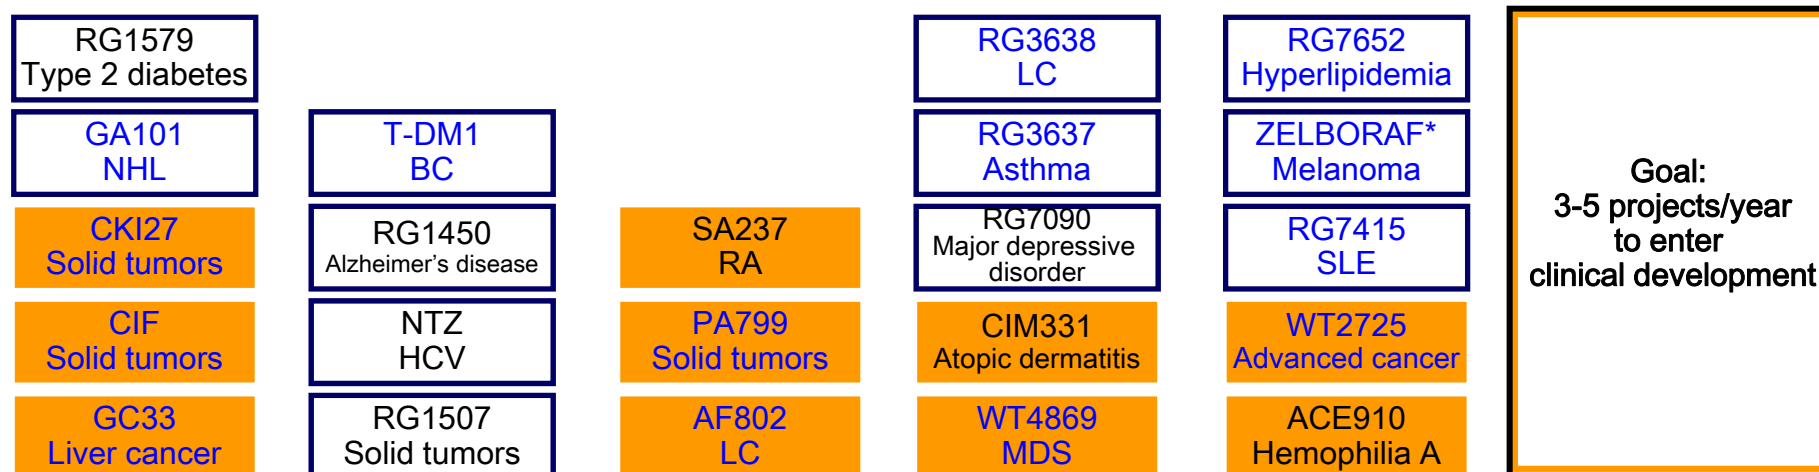 RG1579
Type 2 diabetes
GA101
NHL
CKI27
Solid tumors
CIF
Solid tumors
GC33
Liver cancer
T-DM1
BC
RG1450
Alzheimer's disease
NTZ
HCV
RG1507
Solid tumors
SA237
RA
PA799
Solid tumors
AF802
LC
RG3638
LC
RG3637
Asthma
RG7090
Major depressive
disorder
CIM331
Atopic dermatitis
WT4869
MDS
RG7652
Hyperlipidemia
ZELBORAF*
Melanoma
RG7415
SLE
WT2725
Advanced cancer
ACE910
Hemophilia A
Goal:
3-5 projects/year
to enter
clinical development